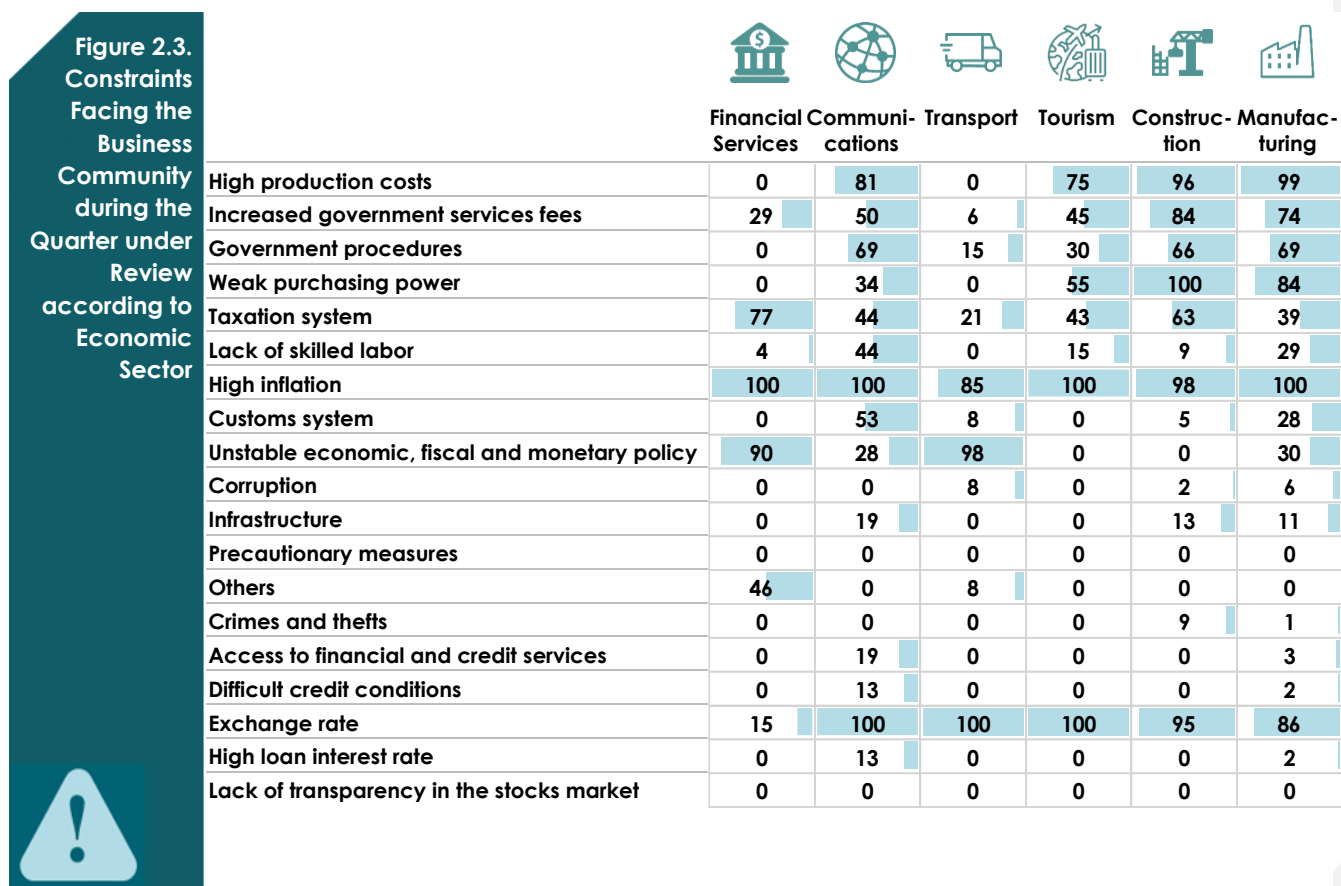 Figure 2.3.
Constraints
Facing the
Business
Community
during the
Quarter under
Review
according to
Economic
Sector
$
Financial Services Communi-cations Transport Tourism Construc-tion Manufac-turing
High production costs 0 81 0 75 96 99
Increased government services fees 29 50 6 45 84 74
Government procedures 0 69 15 30 66 69
Weak purchasing power 0 34 0 55 100 84
Taxation system 77 44 21 43 63 39
Lack of skilled labor 4 44 0 15 9 29
High inflation 100 100 85 100 98 100
Customs system 0 53 8 0 5 28
Unstable economic, fiscal and monetary policy 90 28 98 0 0 30
Corruption 0 0 8 0 2 6
Infrastructure 0 19 0 0 13 11
Precautionary measures 0 0 0 0 0 0
Others 46 0 8 0 0 0
Crimes and thefts 0 0 0 0 9 1
Access to financial and credit services 0 19 0 0 0 3
Difficult credit conditions 0 13 0 0 0 2
Exchange rate 15 100 100 100 95 86
High loan interest rate 0 13 0 0 0 2
Lack of transparency in the stocks market 0 0 0 0 0 0
!